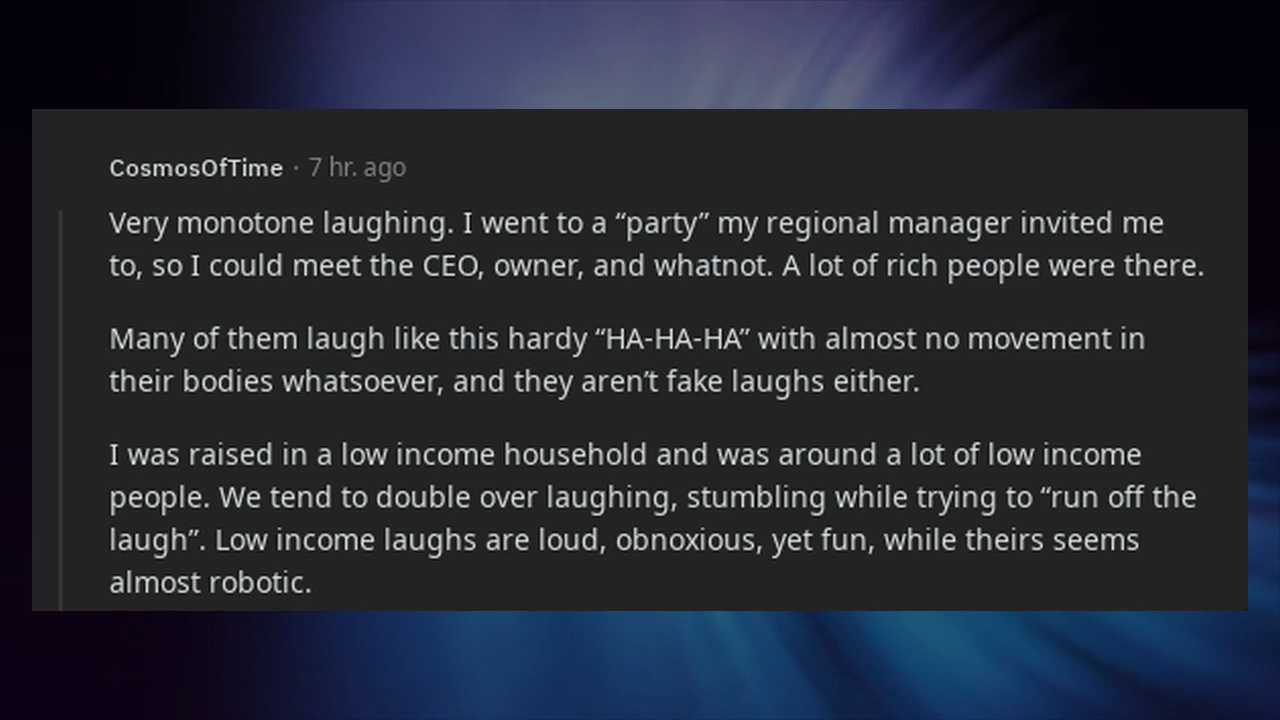 CosmosOfTime · 7 hr. ago
Very monotone laughing. I went to a “party” my regional manager invited me
to, so I could meet the CEO, owner, and whatnot. A lot of rich people were there.
Many of them laugh like this hardy “HA-HA-HA” with almost no movement in
their bodies whatsoever, and they aren’t fake laughs either.
I was raised in a low income household and was around a lot of low income
people. We tend to double over laughing, stumbling while trying to “run off the
laugh”. Low income laughs are loud, obnoxious, yet fun, while theirs seems
almost robotic.